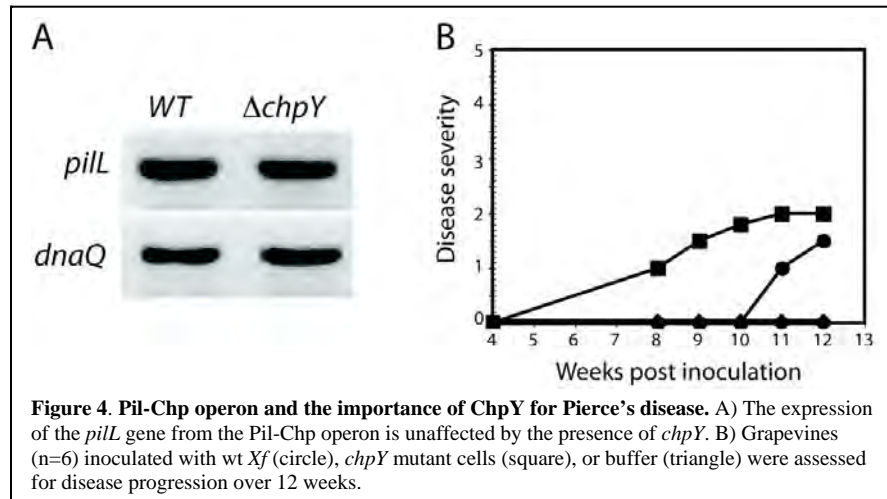 A
B
WT ΔchpY
pilL
dnaQ
5
4
3
2
1
0
Disease severity
4 5 6 7 8 9 10 11 12 13
Weeks post inoculation
Figure 4. Pil-Chp operon and the importance of ChpY for Pierce’s disease. A) The expression
of the pilL gene from the Pil-Chp operon is unaffected by the presence of chpY. B) Grapevines
(n=6) inoculated with wt Xf (circle), chpY mutant cells (square), or buffer (triangle) were assessed
for disease progression over 12 weeks.